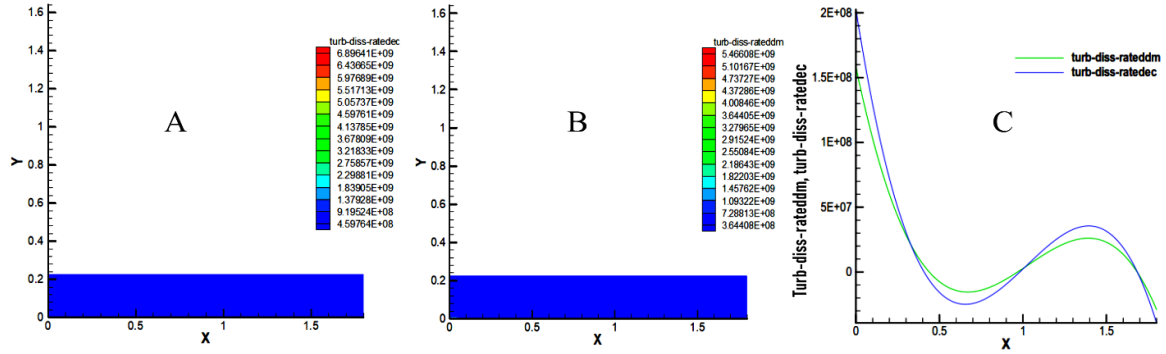 1.6
1.4
1.2
1
0.8
0.6
0.4
0.2
0
Y
0
0.5
1
1.5
X
A
turb-diss-ratedec
6.89641E+09
6.43665E+09
5.97689E+09
5.51713E+09
5.05737E+09
4.59761E+09
4.13785E+09
3.67809E+09
3.21833E+09
2.75857E+09
2.29881E+09
1.83905E+09
1.37928E+09
9.19524E+08
4.59764E+08
1.6
1.4
1.2
1
0.8
0.6
0.4
0.2
0
Y
0
0.5
1
1.5
X
B
turb-diss-rateddm
5.46608E+09
5.10167E+09
4.73727E+09
4.37286E+09
4.00846E+09
3.64405E+09
3.27965E+09
2.91524E+09
2.55084E+09
2.18643E+09
1.82203E+09
1.45762E+09
1.09322E+09
7.28813E+08
3.64408E+08
2E+08
1.5E+08
1E+08
5E+07
0
Turb-diss-rateddm, turb-diss-ratedec
0
0.5
1
1.5
X
turb-diss-rateddm
turb-diss-ratedec
C